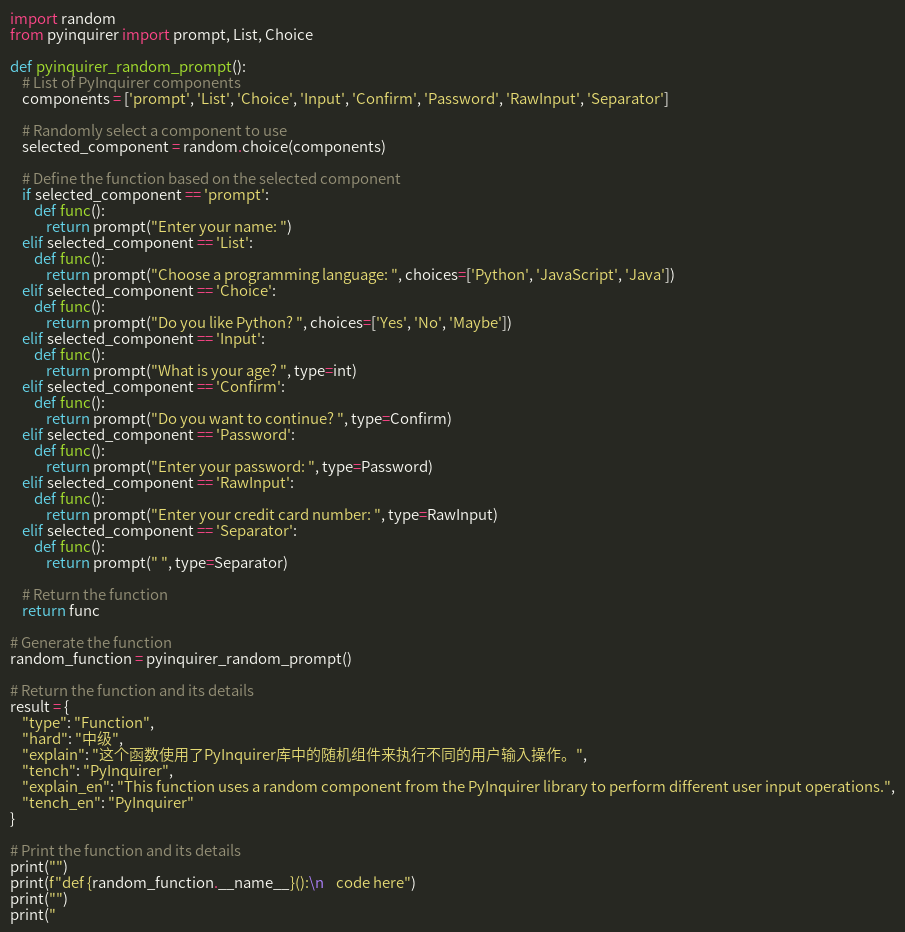 import random
from pyinquirer import prompt, List, Choice

def pyinquirer_random_prompt():
    # List of PyInquirer components
    components = ['prompt', 'List', 'Choice', 'Input', 'Confirm', 'Password', 'RawInput', 'Separator']

    # Randomly select a component to use
    selected_component = random.choice(components)

    # Define the function based on the selected component
    if selected_component == 'prompt':
        def func():
            return prompt("Enter your name: ")
    elif selected_component == 'List':
        def func():
            return prompt("Choose a programming language: ", choices=['Python', 'JavaScript', 'Java'])
    elif selected_component == 'Choice':
        def func():
            return prompt("Do you like Python? ", choices=['Yes', 'No', 'Maybe'])
    elif selected_component == 'Input':
        def func():
            return prompt("What is your age? ", type=int)
    elif selected_component == 'Confirm':
        def func():
            return prompt("Do you want to continue? ", type=Confirm)
    elif selected_component == 'Password':
        def func():
            return prompt("Enter your password: ", type=Password)
    elif selected_component == 'RawInput':
        def func():
            return prompt("Enter your credit card number: ", type=RawInput)
    elif selected_component == 'Separator':
        def func():
            return prompt(" ", type=Separator)

    # Return the function
    return func

# Generate the function
random_function = pyinquirer_random_prompt()

# Return the function and its details
result = {
    "type": "Function",
    "hard": "中级",
    "explain": "这个函数使用了PyInquirer库中的随机组件来执行不同的用户输入操作。",
    "tench": "PyInquirer",
    "explain_en": "This function uses a random component from the PyInquirer library to perform different user input operations.",
    "tench_en": "PyInquirer"
}

# Print the function and its details
print("")
print(f"def {random_function.__name__}():\n    code here")
print("")
print("